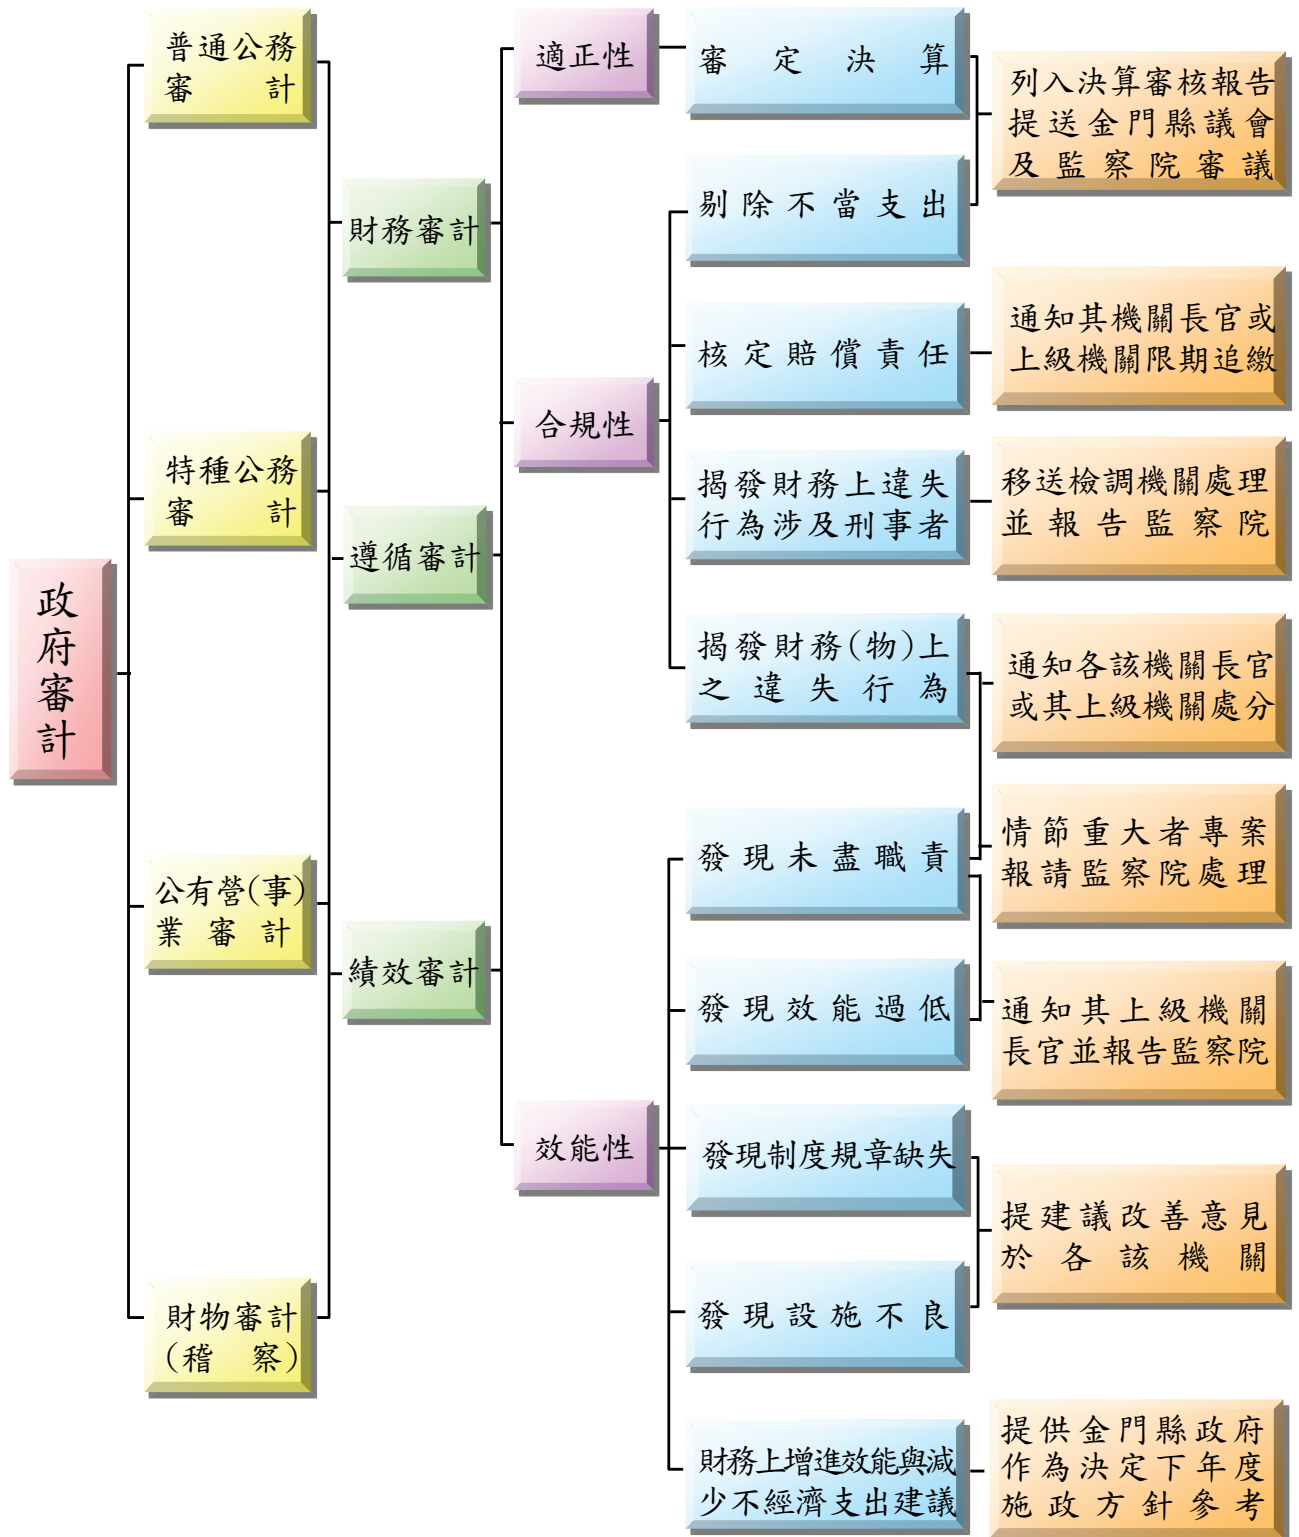 政府審計
普通公務
審計
特種公務
審計
公有營(事)
業審計
財物審計
(稽察)
財務審計
遵循審計
績效審計
適正性
合規性
效能性
審定決算
剔除不當支出
核定賠償責任
揭發財務上違失
行為涉及刑事者
揭發財務(物)上
之違失行為
發現未盡職責
發現效能過低
發現制度規章缺失
發現設施不良
財務上增進效能與減
少不經濟支出建議
列入決算審核報告
提送金門縣議會
及監察院審議
通知其機關長官或
上級機關限期追繳
移送檢調機關處理
並報告監察院
通知各該機關長官
或其上級機關處分
情節重大者專案
報請監察院處理
通知其上級機關
長官並報告監察院
提建議改善意見
於各該機關
提供金門縣政府
作為決定下年度
施政方針參考